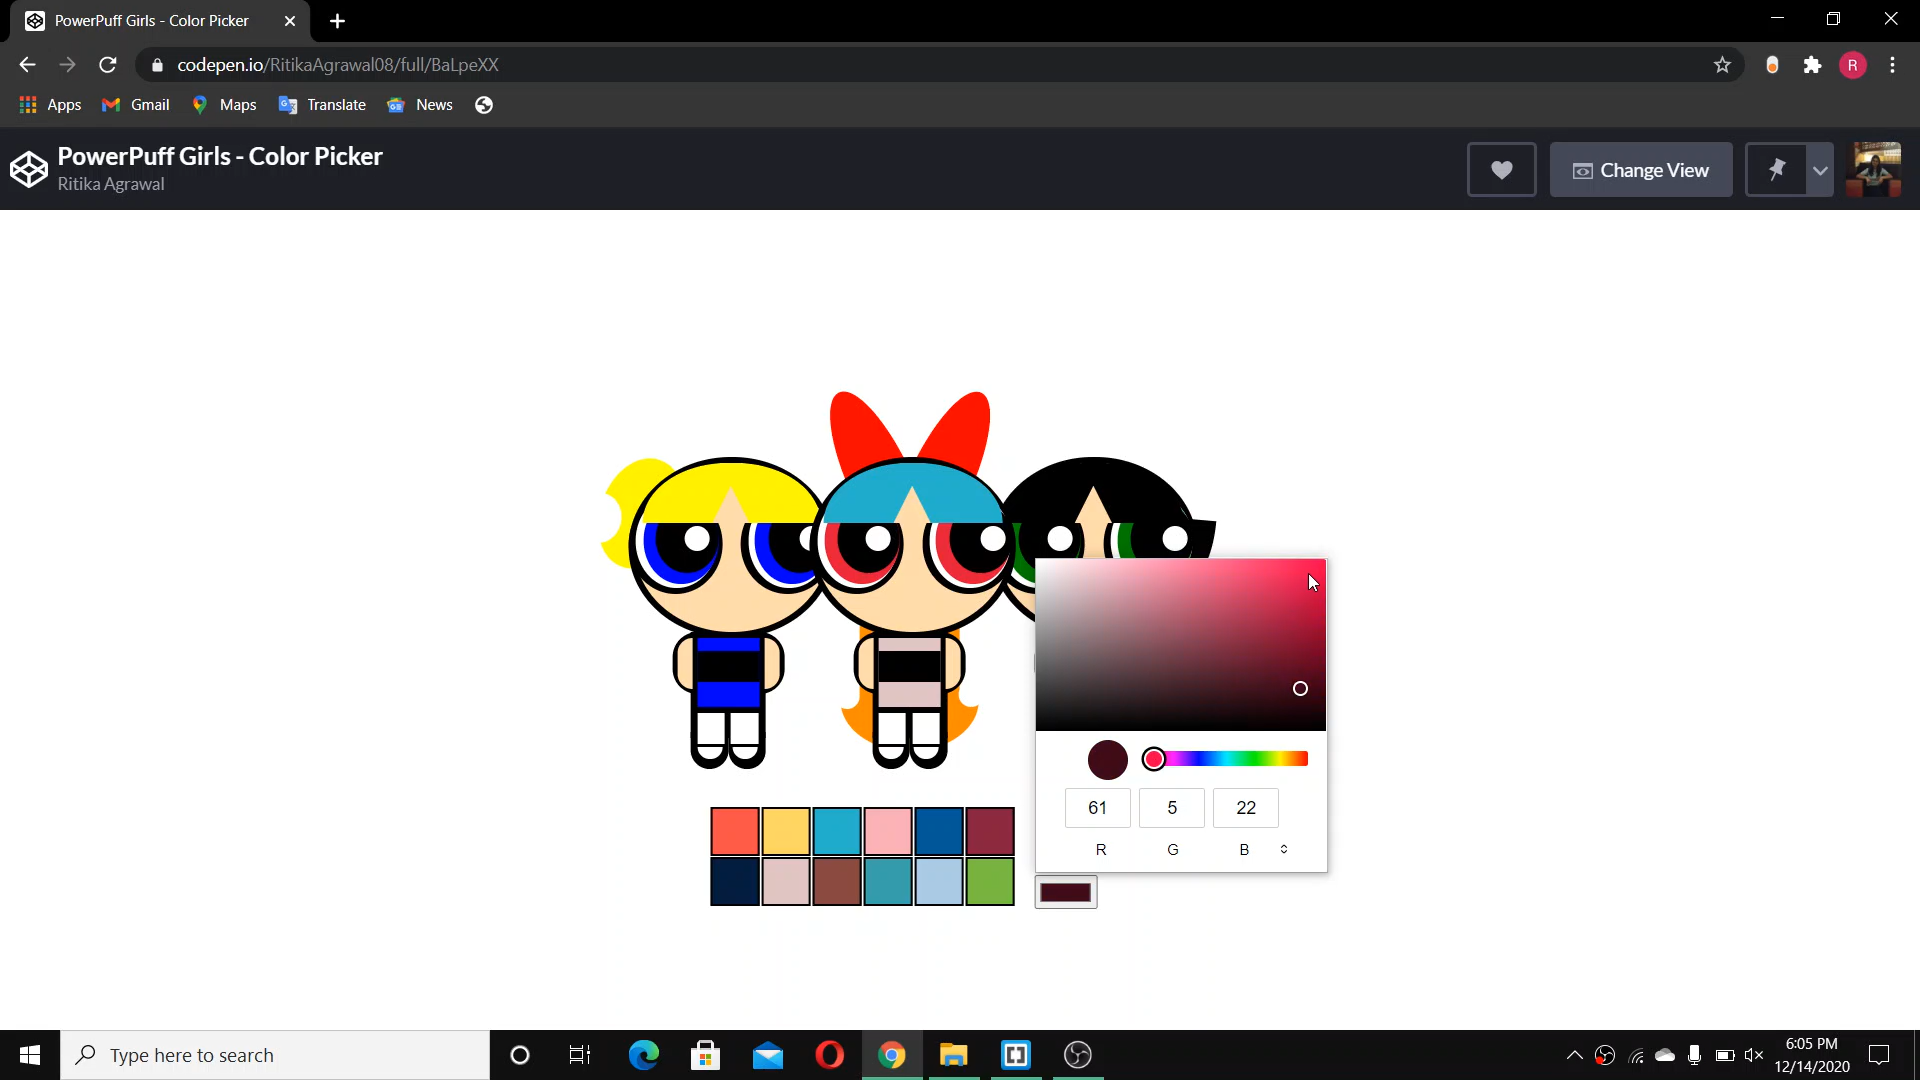 PowerPuff Girls - Color Picker
codepen.io/RitikaAgrawal08/full/BaLpeXX
R
Apps Gmail Maps Translate News
PowerPuff Girls - Color Picker
Ritika Agrawal
Change View
61 5 22
R G B
Type here to search
6:05 PM
12/14/2020